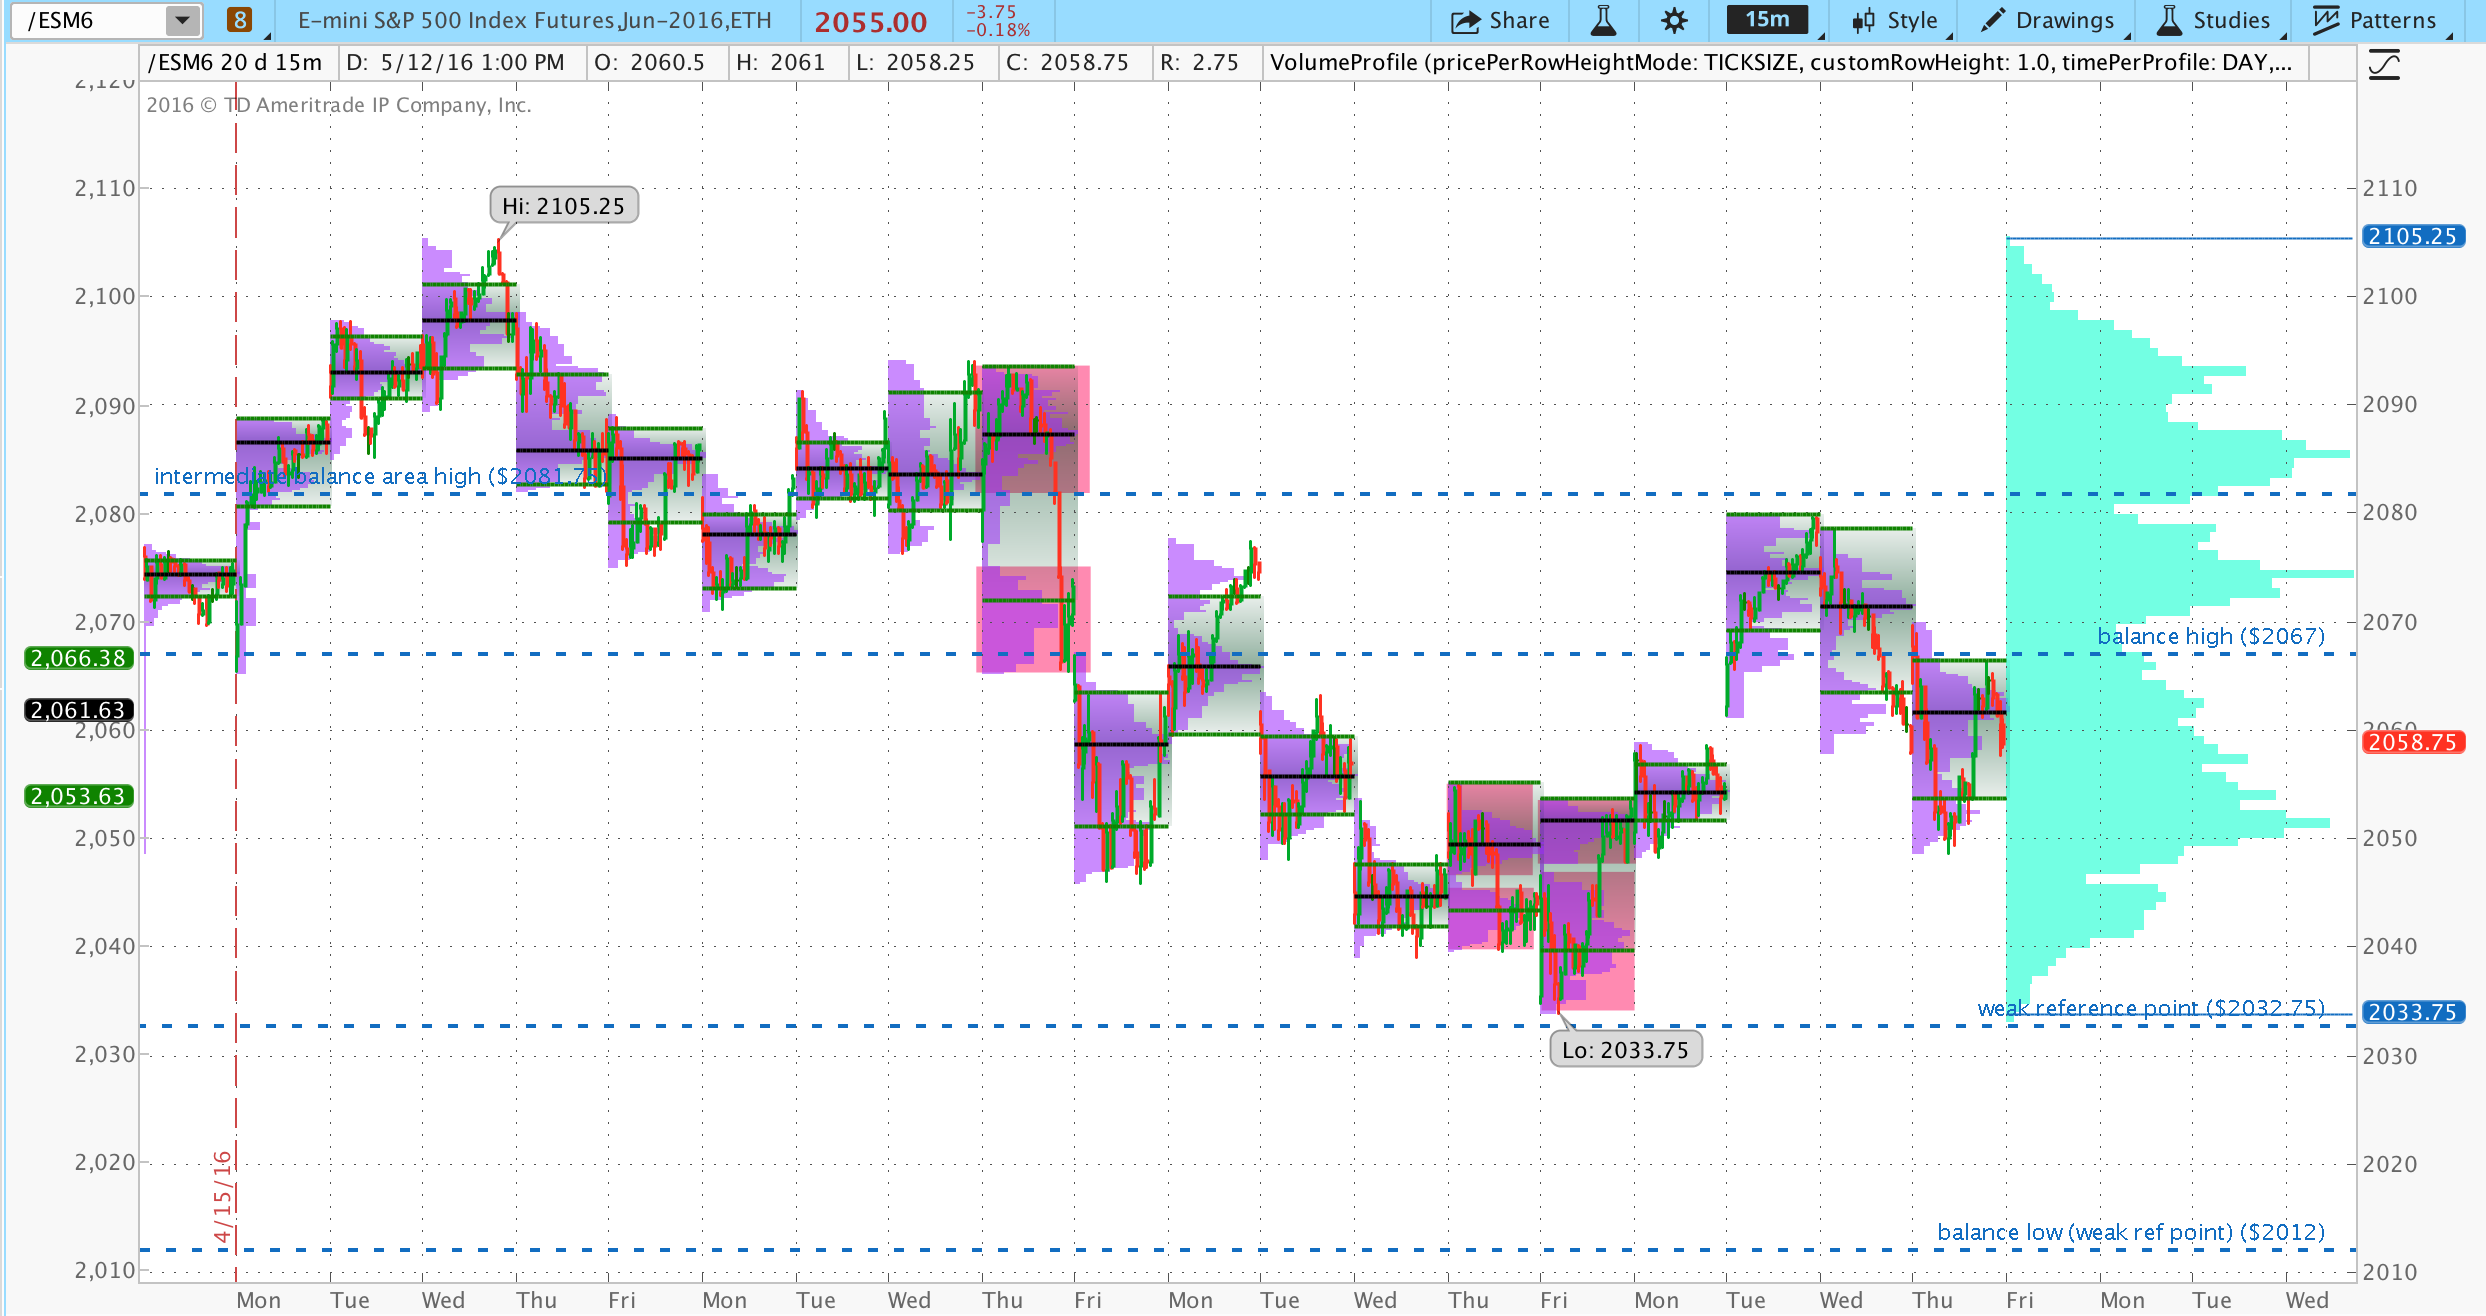 /ESM6 8 E-mini S&P 500 Index Futures,Jun-2016,ETH 2055.00 -3.75 -0.18% Share 15m Style Drawings Studies Patterns
/ESM6 20 d 15m D: 5/12/16 1:00 PM O: 2060.5 H: 2061 L: 2058.25 C: 2058.75 R: 2.75 VolumeProfile (pricePerRowHeightMode: TICKSIZE, customRowHeight: 1.0, timePerProfile: DAY,...
2,120
2016 © TD Ameritrade IP Company, Inc.
2,110 2110
Hi: 2105.25
2105.25
2,100 2100
2,090 2090
intermediate balance area high ($2081.75)
2,080 2080
2,070 2070
balance high ($2067)
2,066.38
2,061.63
2,060 2060
2058.75
2,053.63
2,050 2050
2,040 2040
weak reference point ($2032.75)
2033.75
Lo: 2033.75
2,030 2030
2,020 2020
4/15/16
balance low (weak ref point) ($2012)
2,010 2010
Mon Tue Wed Thu Fri Mon Tue Wed Thu Fri Mon Tue Wed Thu Fri Mon Tue Wed Thu Fri Mon Tue Wed